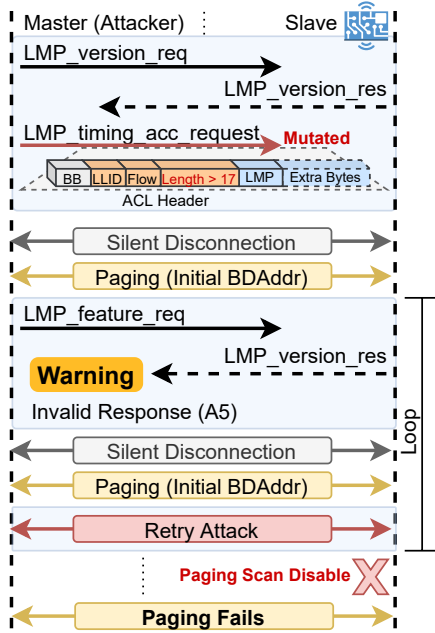 Master (Attacker) Slave
LMP_version_req
LMP_version_res
LMP_timing_acc_request Mutated
BB LLID Flow Length > 17 LMP Extra Bytes
ACL Header
Silent Disconnection
Paging (Initial BDAddr)
LMP_feature_req
LMP_version_res
Warning
Invalid Response (A5)
Loop
Silent Disconnection
Paging (Initial BDAddr)
Retry Attack
Paging Scan Disable
Paging Fails